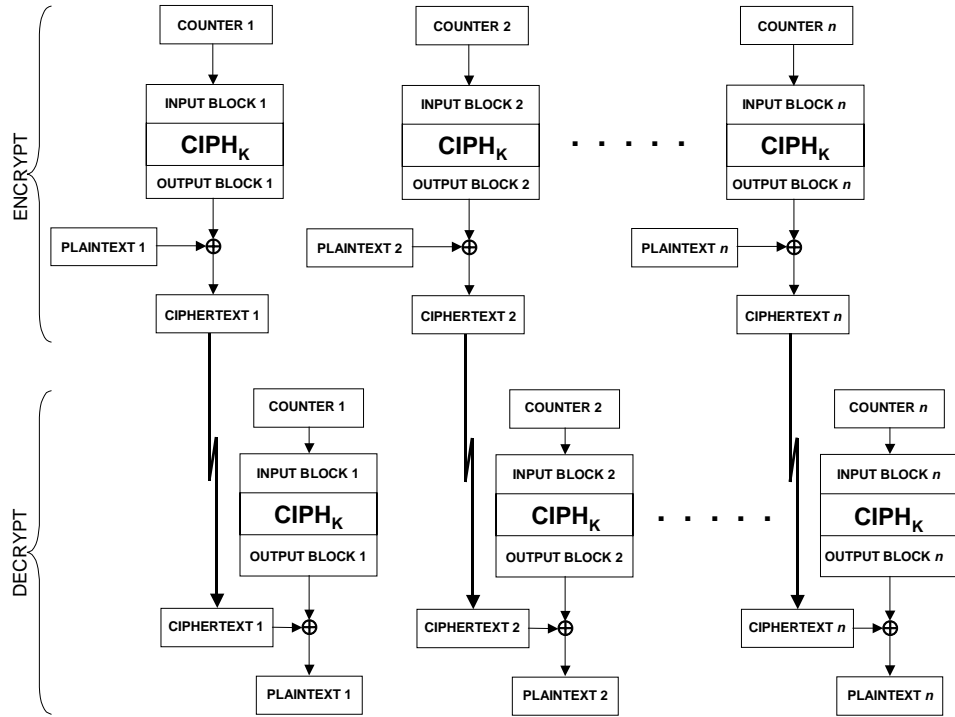 COUNTER 1
COUNTER 2
COUNTER n
INPUT BLOCK 1
INPUT BLOCK 2
INPUT BLOCK n
CIPHK
CIPHK
. . . . .
CIPHK
OUTPUT BLOCK 1
OUTPUT BLOCK 2
OUTPUT BLOCK n
ENCRYPT
PLAINTEXT 1
PLAINTEXT 2
PLAINTEXT n
CIPHERTEXT 1
CIPHERTEXT 2
CIPHERTEXT n
COUNTER 1
COUNTER 2
COUNTER n
INPUT BLOCK 1
INPUT BLOCK 2
INPUT BLOCK n
CIPHK
CIPHK
. . . . .
CIPHK
OUTPUT BLOCK 1
OUTPUT BLOCK 2
OUTPUT BLOCK n
DECRYPT
CIPHERTEXT 1
CIPHERTEXT 2
CIPHERTEXT n
PLAINTEXT 1
PLAINTEXT 2
PLAINTEXT n